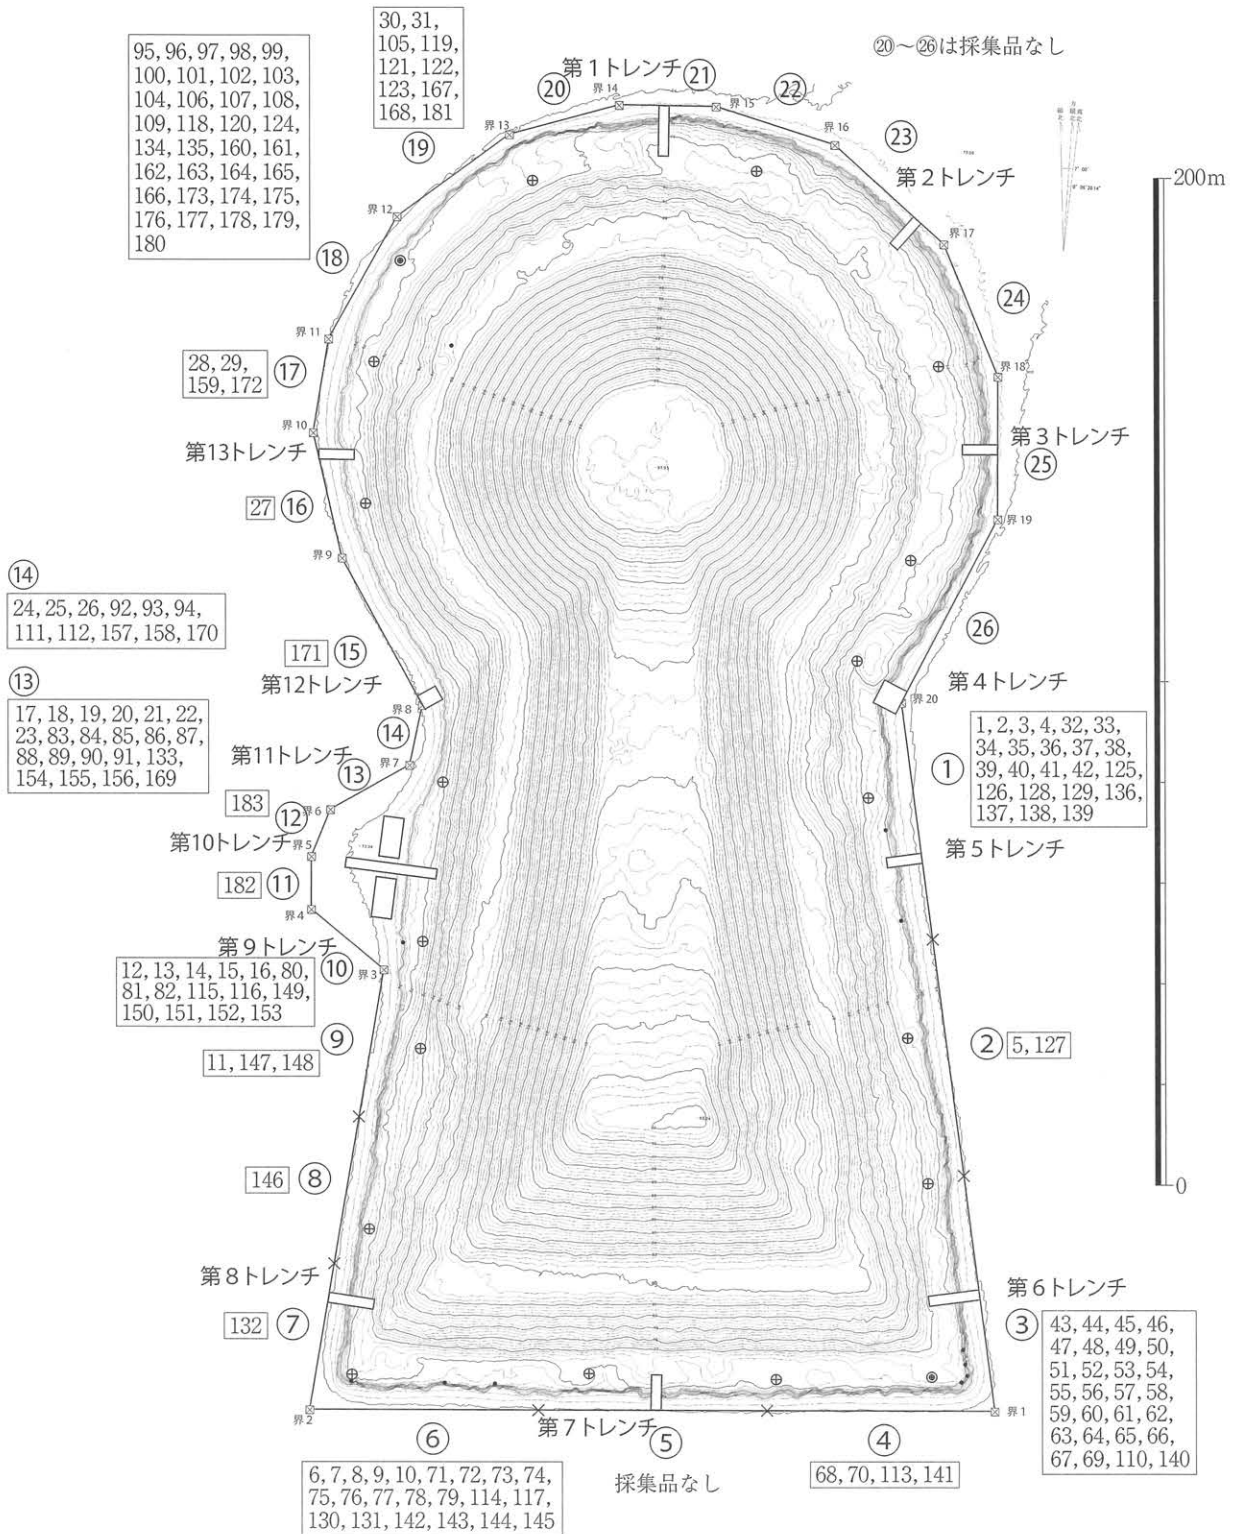 30, 31,
105, 119,
121, 122,
123, 167,
168, 181
⑲
95, 96, 97, 98, 99,
100, 101, 102, 103,
104, 106, 107, 108,
109, 118, 120, 124,
134, 135, 160, 161,
162, 163, 164, 165,
166, 173, 174, 175,
176, 177, 178, 179,
180
⑱
⑳～㉖は採集品なし
第1トレンチ
⑳
㉑
㉒
㉓
界14
界15
界13
界16
第2トレンチ
界12
界17
㉔
200m
界11
28, 29,
159, 172
⑰
界18
界10
第13トレンチ
第3トレンチ
㉕
27
⑯
界19
界9
⑭
24, 25, 26, 92, 93, 94,
111, 112, 157, 158, 170
㉖
171
⑮
第12トレンチ
第4トレンチ
界8
界20
⑬
17, 18, 19, 20, 21, 22,
23, 83, 84, 85, 86, 87,
88, 89, 90, 91, 133,
154, 155, 156, 169
⑭
第11トレンチ
界7
⑬
①
1, 2, 3, 4, 32, 33,
34, 35, 36, 37, 38,
39, 40, 41, 42, 125,
126, 128, 129, 136,
137, 138, 139
183
⑫
界6
第10トレンチ
界5
第5トレンチ
182
⑪
界4
第9トレンチ
⑩
界3
12, 13, 14, 15, 16, 80,
81, 82, 115, 116, 149,
150, 151, 152, 153
⑨
11, 147, 148
②
5, 127
146
⑧
0
第8トレンチ
第6トレンチ
132
⑦
③
43, 44, 45, 46,
47, 48, 49, 50,
51, 52, 53, 54,
55, 56, 57, 58,
59, 60, 61, 62,
63, 64, 65, 66,
67, 69, 110, 140
界2
界1
第7トレンチ
⑥
⑤
④
6, 7, 8, 9, 10, 71, 72, 73, 74,
75, 76, 77, 78, 79, 114, 117,
130, 131, 142, 143, 144, 145
採集品なし
68, 70, 113, 141